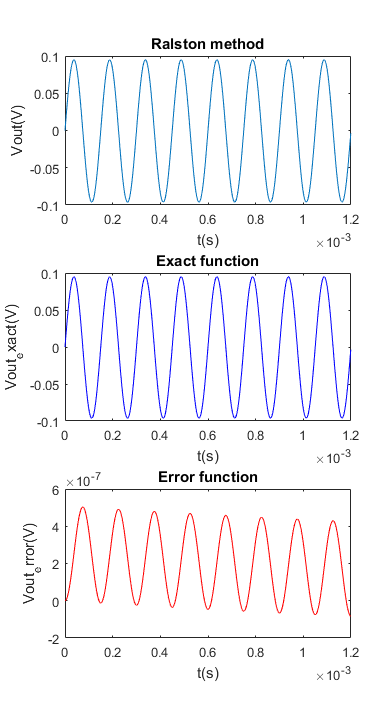 Ralston method
0.1
0.05
0
-0.05
-0.1
Vout(V)
0 0.2 0.4 0.6 0.8 1 1.2
t(s)
×10-3
Exact function
0.1
0.05
0
-0.05
-0.1
Vout_exact(V)
0 0.2 0.4 0.6 0.8 1 1.2
t(s)
×10-3
Error function
×10-7
6
4
2
0
-2
Vout_error(V)
0 0.2 0.4 0.6 0.8 1 1.2
t(s)
×10-3